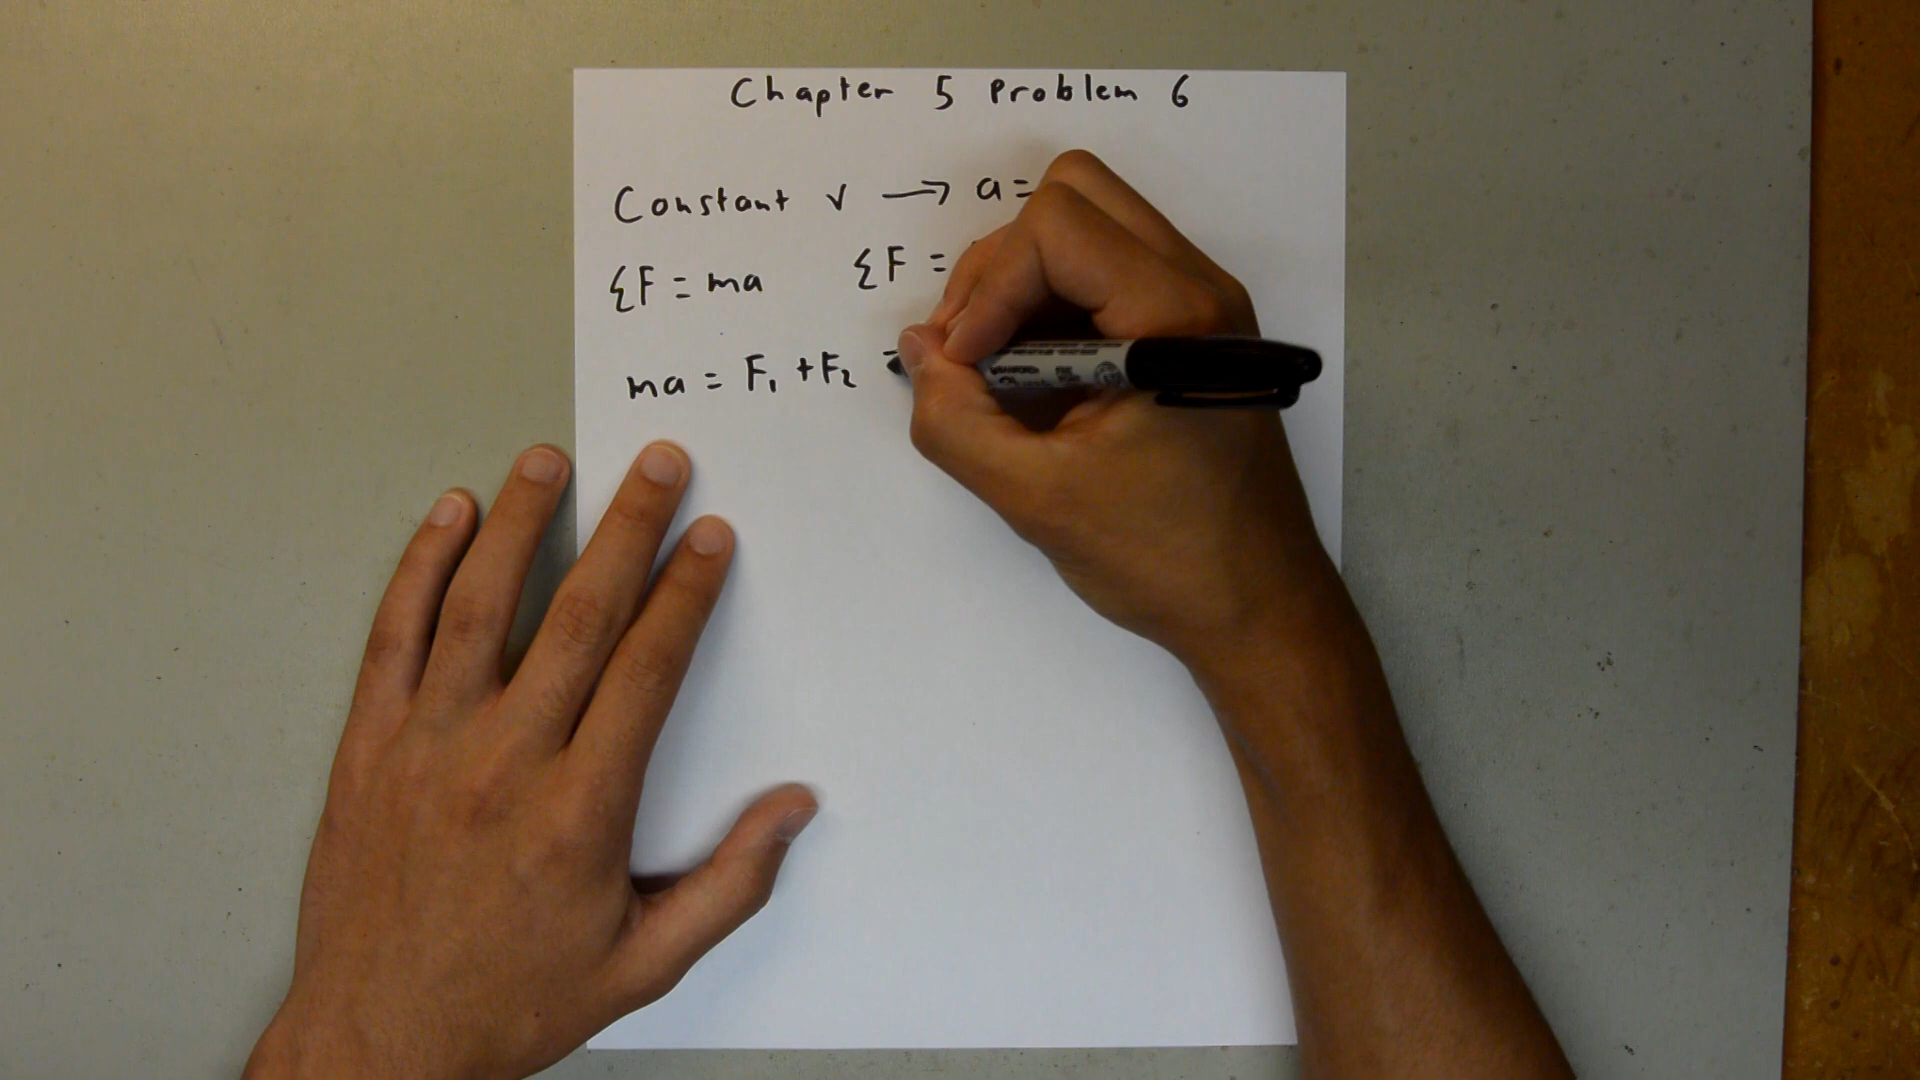 Chapter 5 Problem 6
Constant v → a=
ΣF = ma ΣF =
ma = F₁ + F₂ =